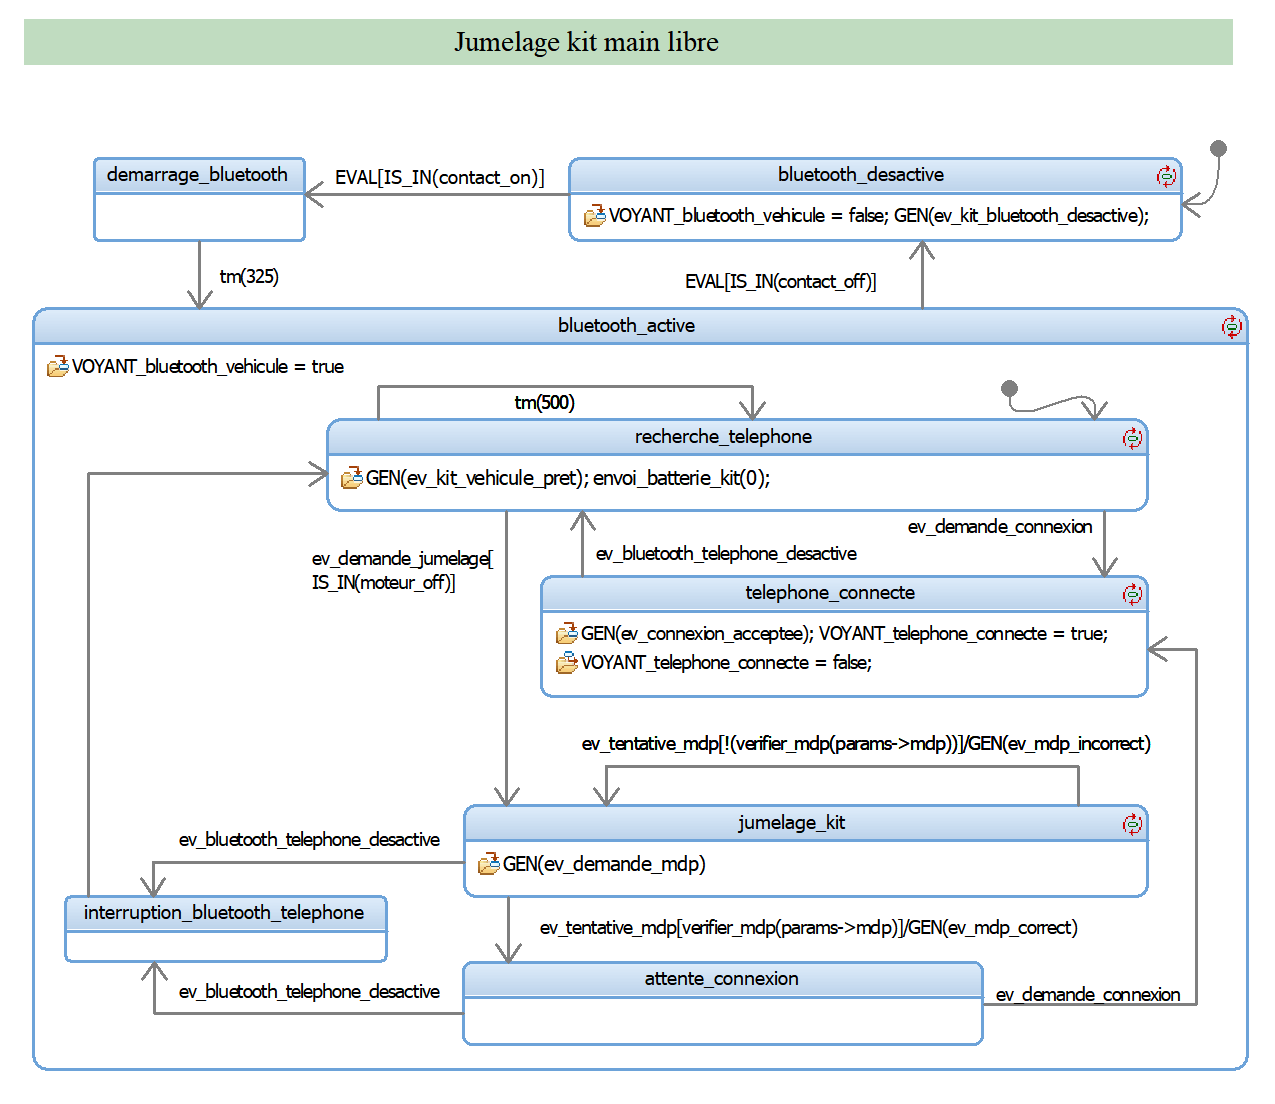 Jumelage kit main libre
demarrage_bluetooth
EVAL[IS_IN(contact_on)]
bluetooth_desactive
VOYANT_bluetooth_vehicule = false; GEN(ev_kit_bluetooth_desactive);
tm(325)
EVAL[IS_IN(contact_off)]
bluetooth_active
VOYANT_bluetooth_vehicule = true
tm(500)
recherche_telephone
GEN(ev_kit_vehicule_pret); envoi_batterie_kit(0);
ev_demande_connexion
ev_demande_jumelage[
IS_IN(moteur_off)]
ev_bluetooth_telephone_desactive
telephone_connecte
GEN(ev_connexion_acceptee); VOYANT_telephone_connecte = true;
VOYANT_telephone_connecte = false;
ev_tentative_mdp[!(verifier_mdp(params->mdp))]/GEN(ev_mdp_incorrect)
jumelage_kit
GEN(ev_demande_mdp)
ev_bluetooth_telephone_desactive
interruption_bluetooth_telephone
ev_tentative_mdp[verifier_mdp(params->mdp)]/GEN(ev_mdp_correct)
attente_connexion
ev_bluetooth_telephone_desactive
ev_demande_connexion